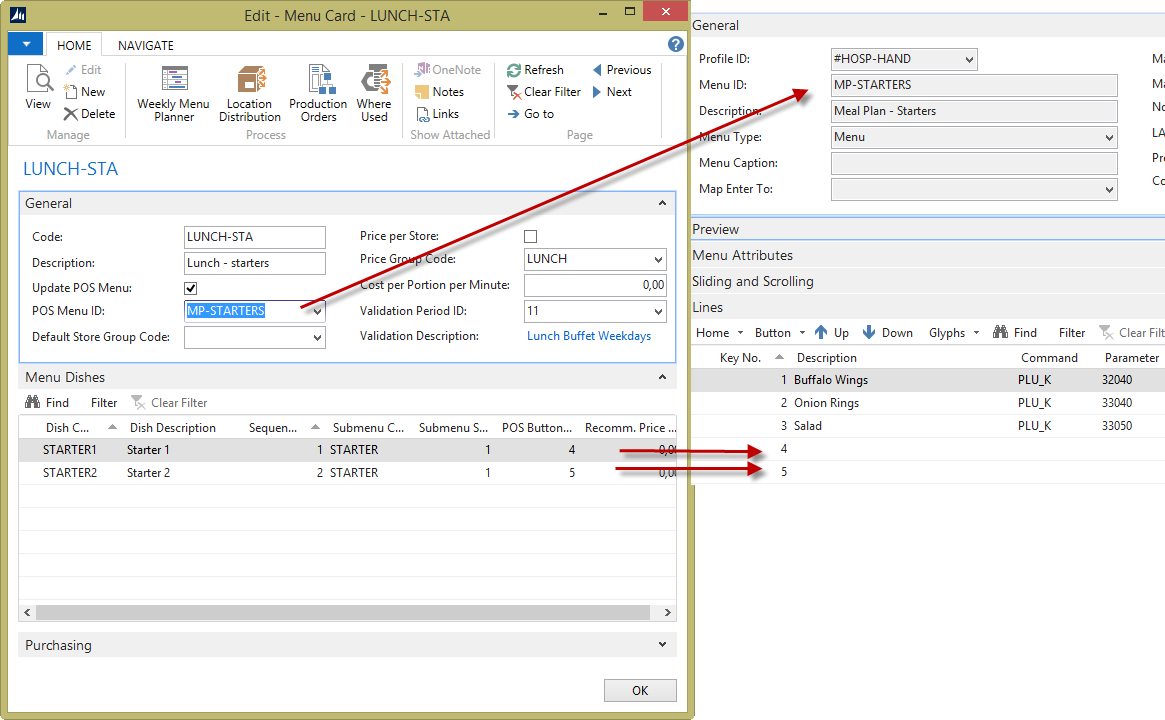 Edit - Menu Card - LUNCH-STA
HOME NAVIGATE
View
Edit
New
Delete
Manage
Weekly Menu Planner
Location Distribution
Production Orders
Where Used
Process
OneNote
Notes
Links
Show Attached
Refresh
Clear Filter
Go to
Previous
Next
Page
LUNCH-STA
General
Code: LUNCH-STA
Description: Lunch - starters
Update POS Menu:
POS Menu ID: MP-STARTERS
Default Store Group Code:
Price per Store:
Price Group Code: LUNCH
Cost per Portion per Minute: 0,00
Validation Period ID: 11
Validation Description: Lunch Buffet Weekdays
Menu Dishes
Find Filter Clear Filter
Dish C... Dish Description Sequen... Submenu C... Submenu S... POS Button... Recomm. Price ...
STARTER1 Starter 1 1 STARTER 1 4 0,00
STARTER2 Starter 2 2 STARTER 1 5 0,00
Purchasing
OK
General
Profile ID: #HOSP-HAND
Menu ID: MP-STARTERS
Description: Meal Plan - Starters
Menu Type: Menu
Menu Caption:
Map Enter To:
Ma
Ma
No
LA
Pro
Co
Preview
Menu Attributes
Sliding and Scrolling
Lines
Home Button Up Down Glyphs Find Filter Clear Filt
Key No. Description Command Parameter
1 Buffalo Wings PLU_K 32040
2 Onion Rings PLU_K 33040
3 Salad PLU_K 33050
4
5